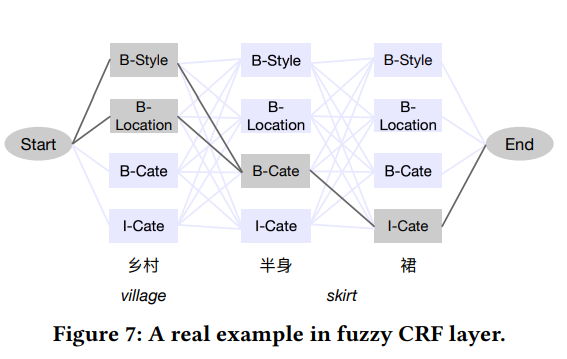 B-Style B-Style B-Style
B- B- B-
Location Location Location
Start End
B-Cate B-Cate B-Cate
I-Cate I-Cate I-Cate
乡村 半身 裙
village skirt
Figure 7: A real example in fuzzy CRF layer.